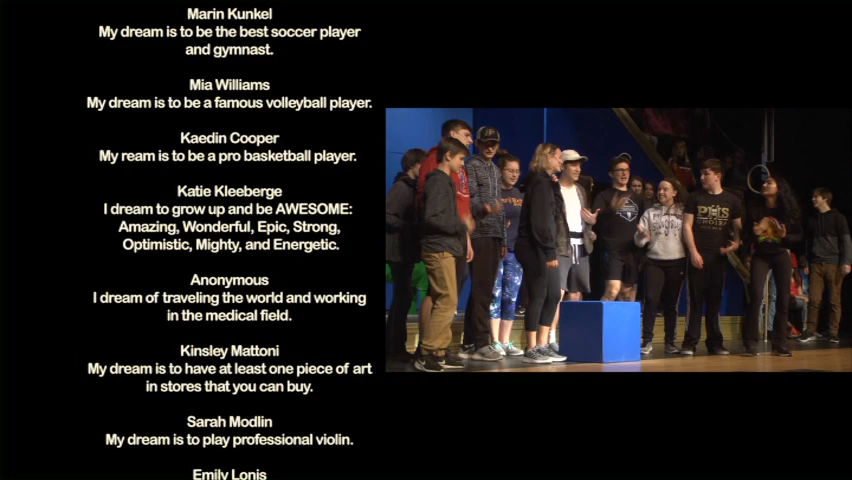 Marin Kunkel
My dream is to be the best soccer player
and gymnast.
Mia Williams
My dream is to be a famous volleyball player.
Kaedin Cooper
My ream is to be a pro basketball player.
Katie Kleeberge
I dream to grow up and be AWESOME:
Amazing, Wonderful, Epic, Strong,
Optimistic, Mighty, and Energetic.
Anonymous
I dream of traveling the world and working
in the medical field.
Kinsley Mattoni
My dream is to have at least one piece of art
in stores that you can buy.
Sarah Modlin
My dream is to play professional violin.
Emily Lonis
PHS